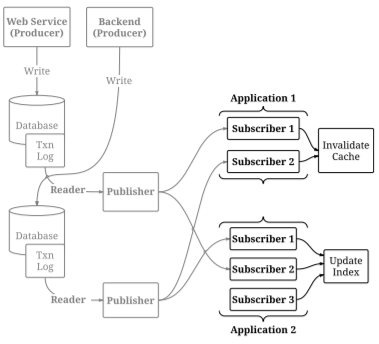 Web Service
(Producer)
Backend
(Producer)
Write
Write
Database
Txn
Log
Reader
Publisher
Database
Txn
Log
Reader
Publisher
Application 1
Subscriber 1
Subscriber 2
Invalidate
Cache
Subscriber 1
Subscriber 2
Subscriber 3
Update
Index
Application 2